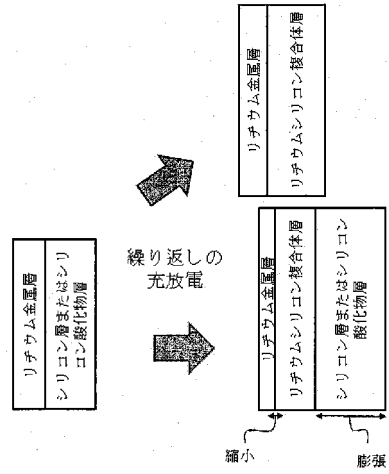 リチウム金属層
シリコン層またはシリ
コン酸化物層
繰り返しの
充放電
リチウム金属層
リチウムシリコン複合体層
リチウム金属層
リチウムシリコン複合体層
シリコン層またはシリコン
酸化物層
縮小
膨張